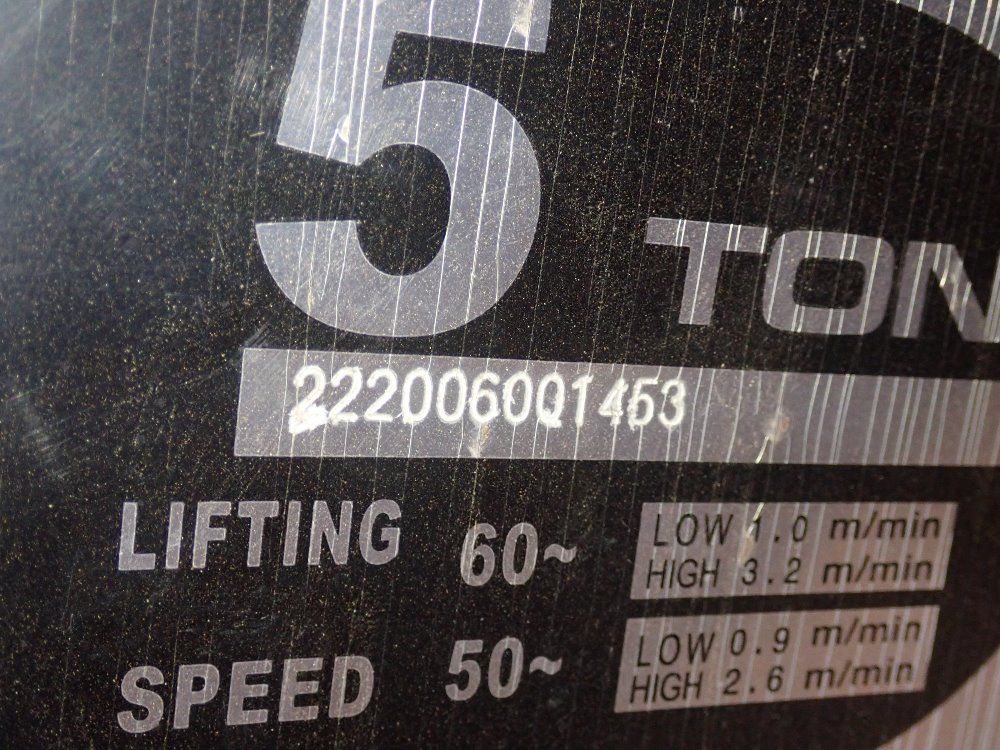 5 TON
222006001453
LIFTING SPEED
60~ LOW 1.0 m/min
HIGH 3.2 m/min
50~ LOW 0.9 m/min
HIGH 2.6 m/min